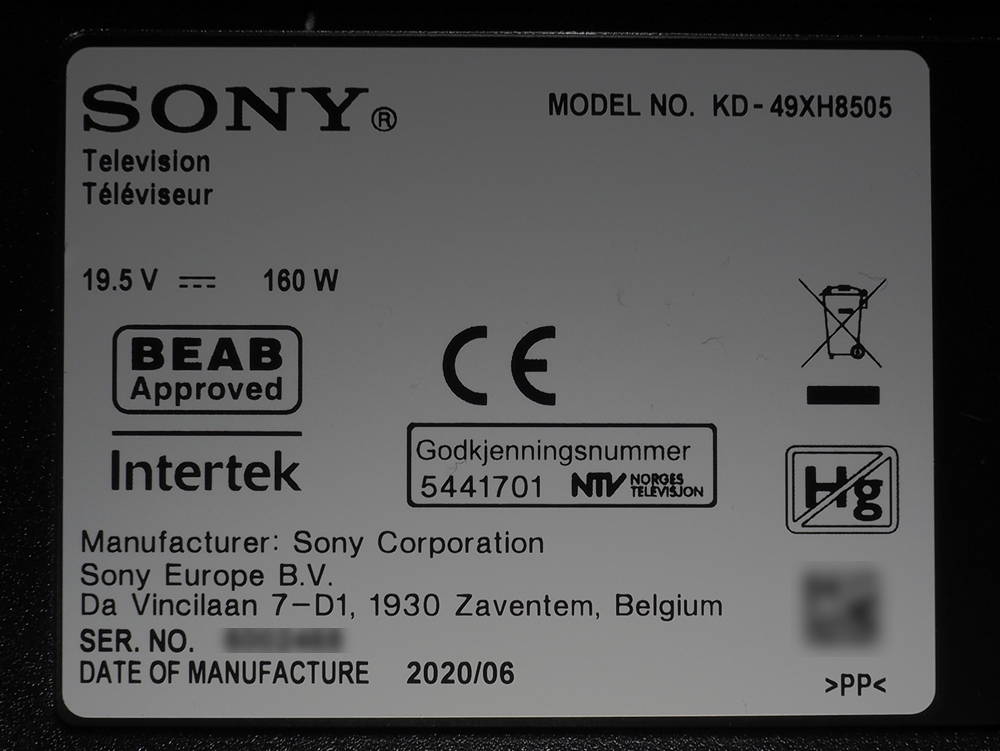 SONY®
MODEL NO. KD-49XH8505
Television
Téléviseur
19.5 V ⎓ 160 W
BEAB
Approved
Intertek
CE
Godkjenningsnummer
5441701 NTV NORGES
TELEVISJON
Hg
Manufacturer: Sony Corporation
Sony Europe B.V.
Da Vincilaan 7-D1, 1930 Zaventem, Belgium
SER. NO.
DATE OF MANUFACTURE 2020/06
>PP<